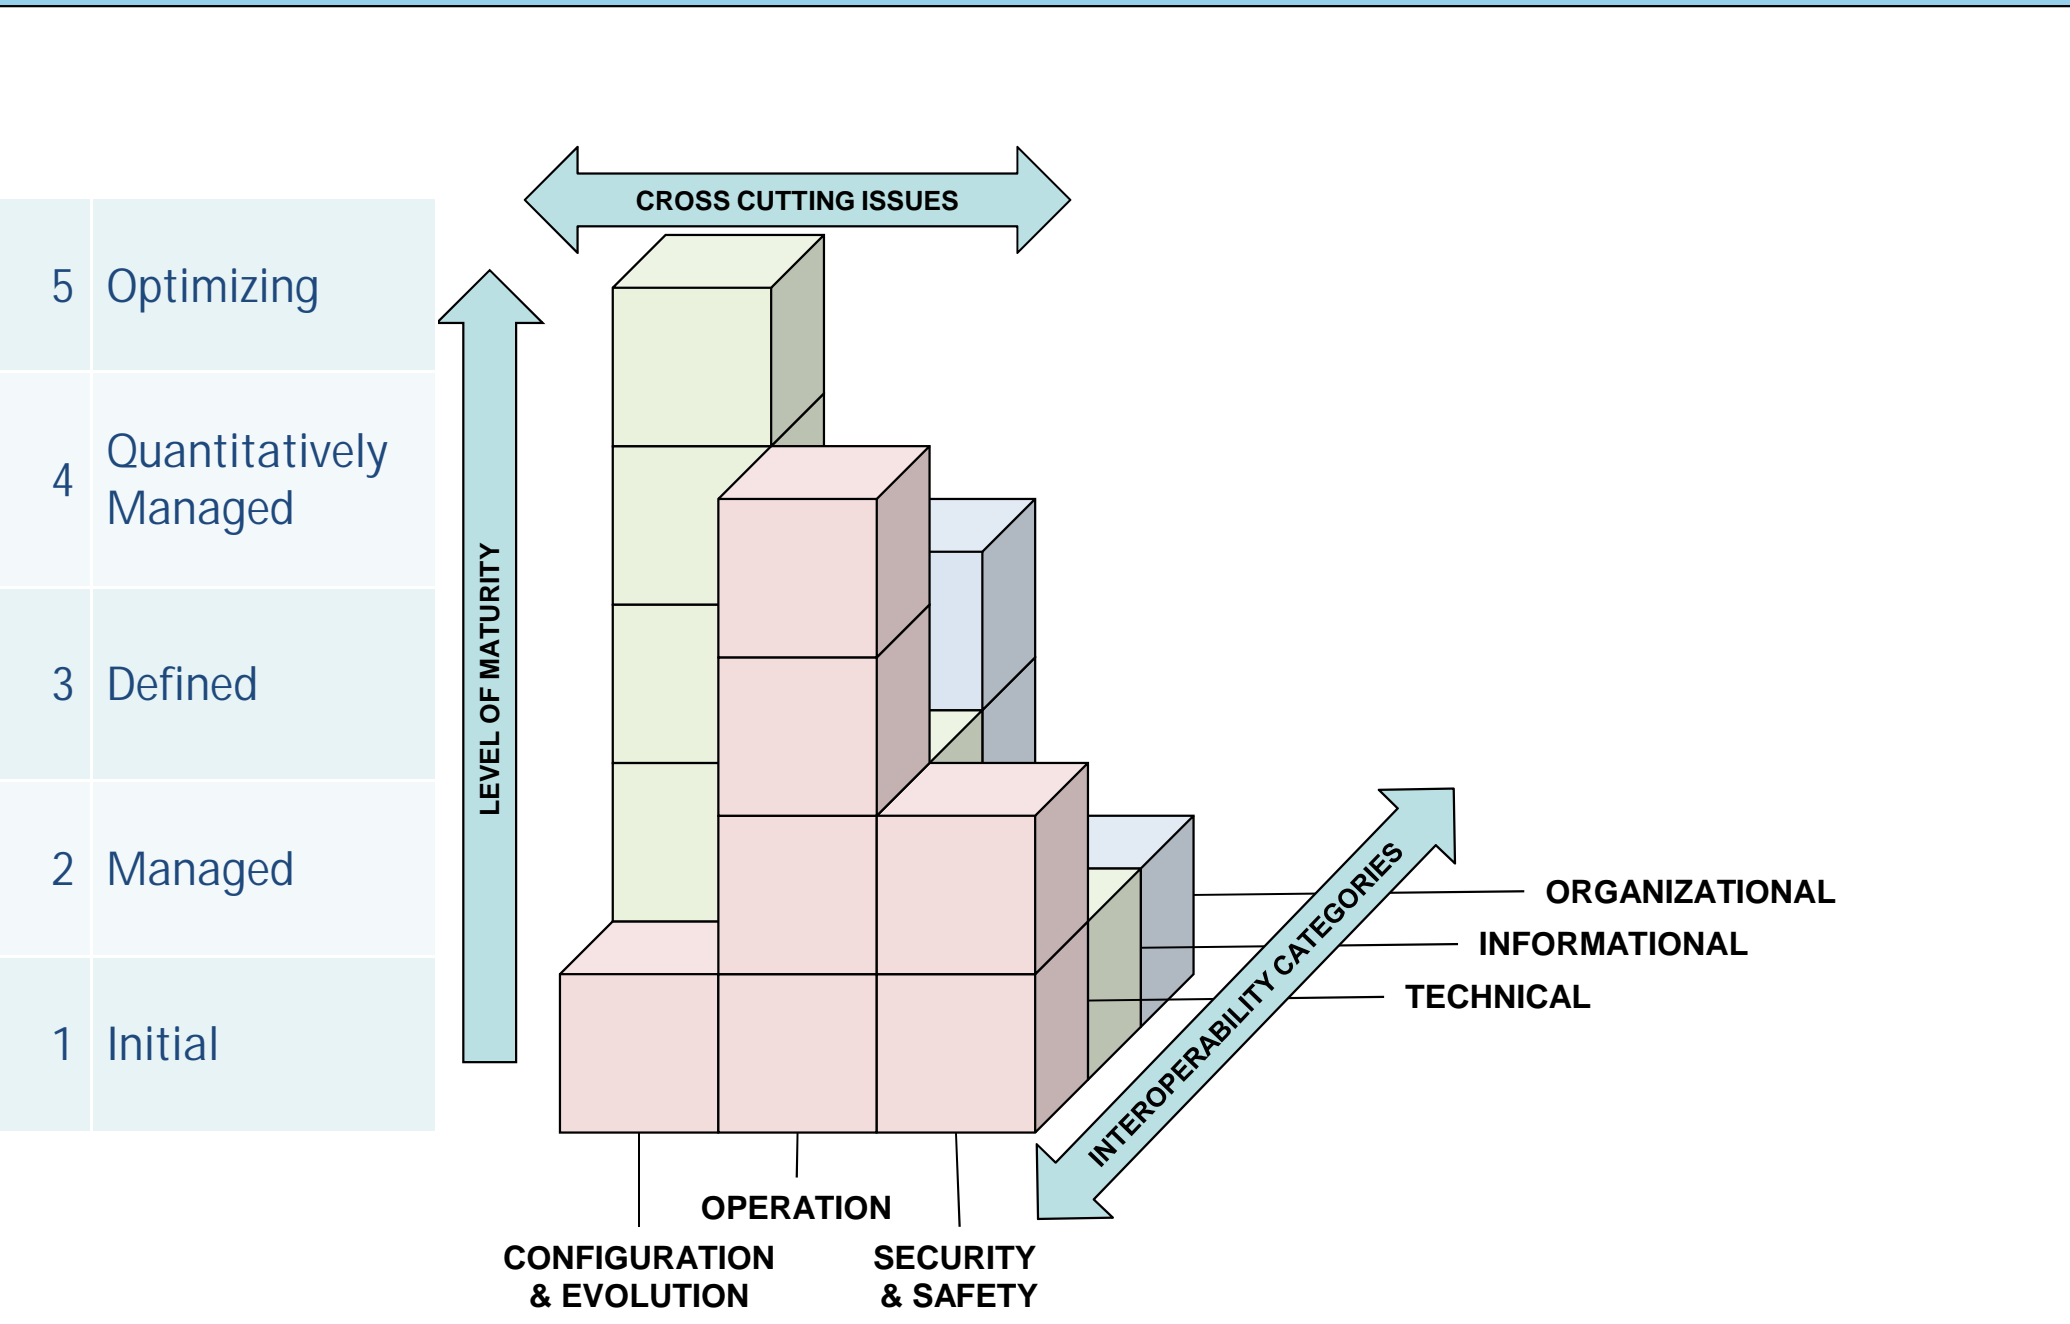 CROSS CUTTING ISSUES
5 Optimizing
4 Quantitatively
Managed
3 Defined
2 Managed
1 Initial
LEVEL OF MATURITY
INTEROPERABILITY CATEGORIES
ORGANIZATIONAL
INFORMATIONAL
TECHNICAL
OPERATION
CONFIGURATION
& EVOLUTION
SECURITY
& SAFETY